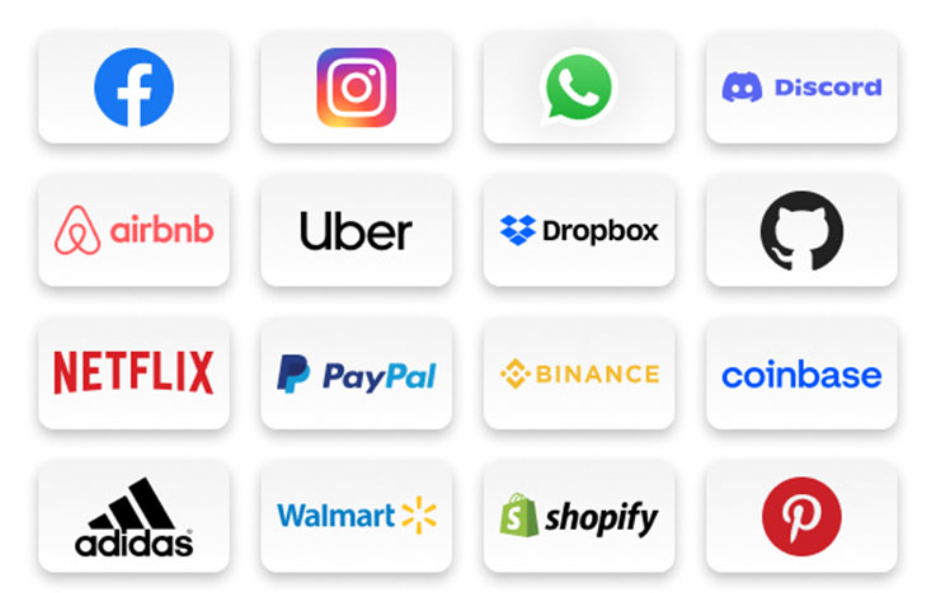 Discord
airbnb
Uber
Dropbox
NETFLIX
PayPal
BINANCE
coinbase
adidas
Walmart
shopify